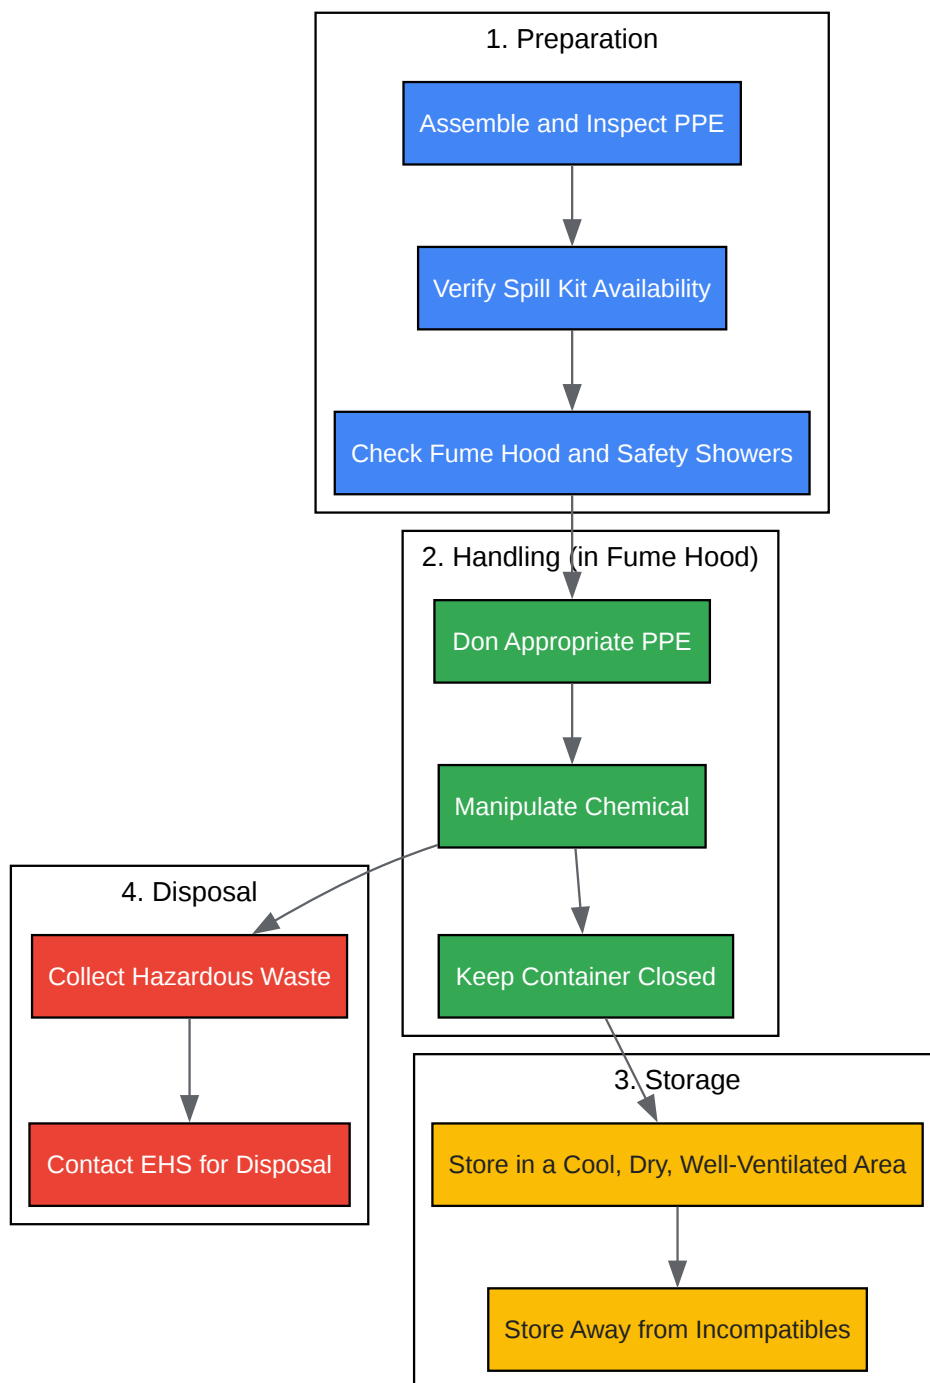 1. Preparation
Assemble and Inspect PPE
Verify Spill Kit Availability
Check Fume Hood and Safety Showers
2. Handling (in Fume Hood)
Don Appropriate PPE
Manipulate Chemical
Keep Container Closed
4. Disposal
Collect Hazardous Waste
Contact EHS for Disposal
3. Storage
Store in a Cool, Dry, Well-Ventilated Area
Store Away from Incompatibles